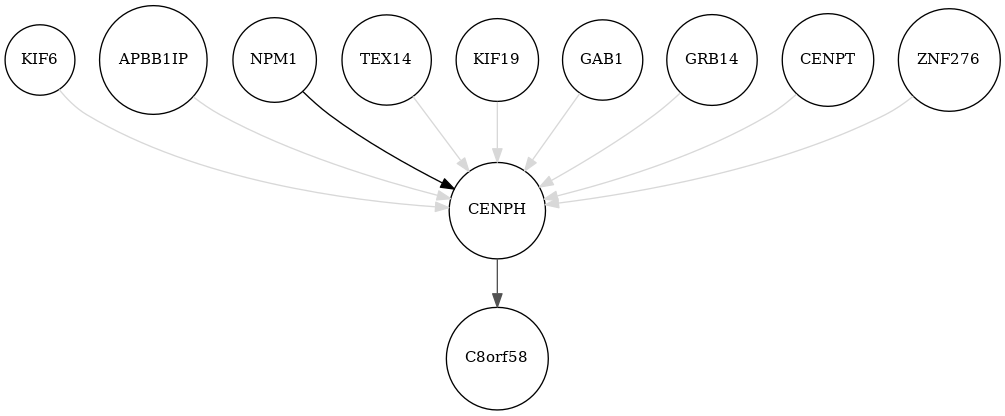 KIF6
APBB1IP
NPM1
TEX14
KIF19
GAB1
GRB14
CENPT
ZNF276
CENPH
C8orf58